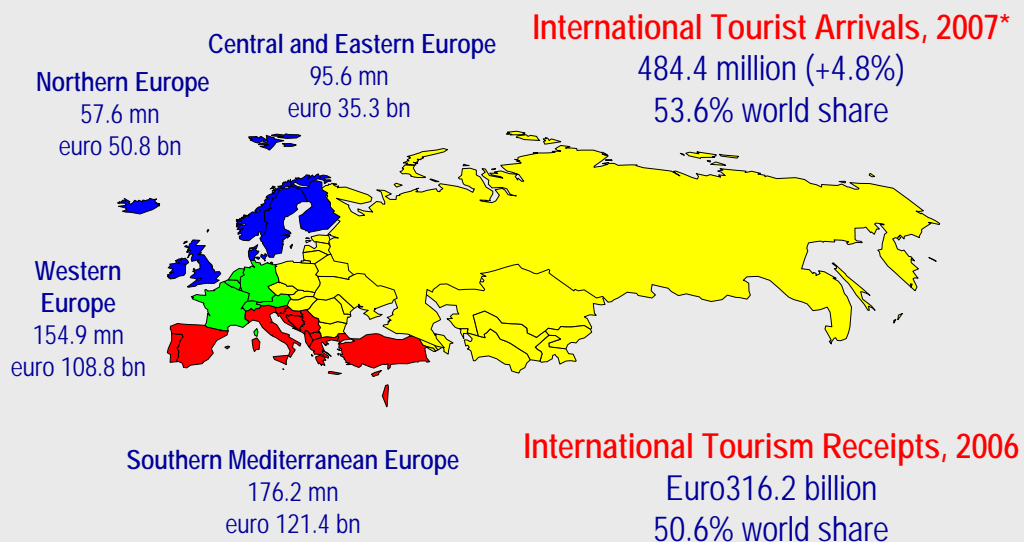 International Tourist Arrivals, 2007*
484.4 million (+4.8%)
53.6% world share
Central and Eastern Europe
95.6 mn
euro 35.3 bn
Northern Europe
57.6 mn
euro 50.8 bn
Western
Europe
154.9 mn
euro 108.8 bn
Southern Mediterranean Europe
176.2 mn
euro 121.4 bn
International Tourism Receipts, 2006
Euro316.2 billion
50.6% world share